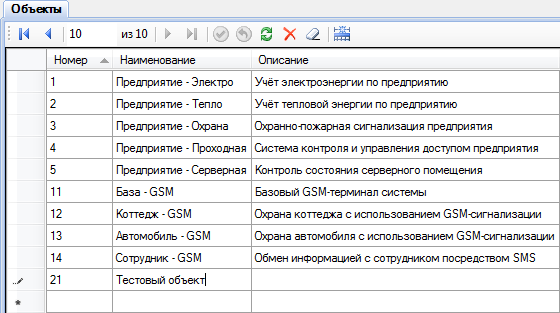 Объекты
10 из 10
Номер Наименование Описание
1 Предприятие - Электро Учёт электроэнергии по предприятию
2 Предприятие - Тепло Учёт тепловой энергии по предприятию
3 Предприятие - Охрана Охранно-пожарная сигнализация предприятия
4 Предприятие - Проходная Система контроля и управления доступом предприятия
5 Предприятие - Серверная Контроль состояния серверного помещения
11 База - GSM Базовый GSM-терминал системы
12 Коттедж - GSM Охрана коттеджа с использованием GSM-сигнализации
13 Автомобиль - GSM Охрана автомобиля с использованием GSM-сигнализации
14 Сотрудник - GSM Обмен информацией с сотрудником посредством SMS
21 Тестовый объект